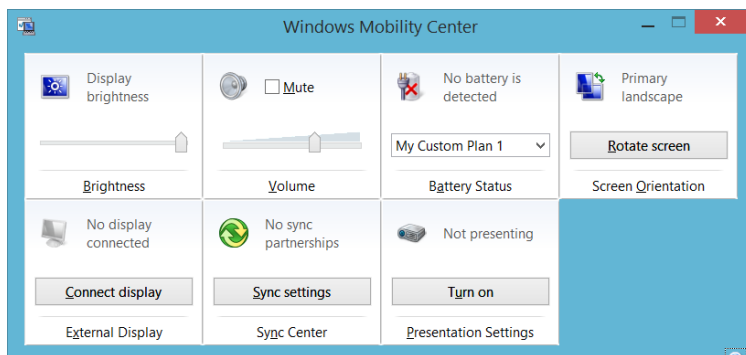 Windows Mobility Center
Display
brightness
Brightness
Mute
Volume
No battery is
detected
My Custom Plan 1
Battery Status
Primary
landscape
Rotate screen
Screen Orientation
No display
connected
Connect display
External Display
No sync
partnerships
Sync settings
Sync Center
Not presenting
Turn on
Presentation Settings